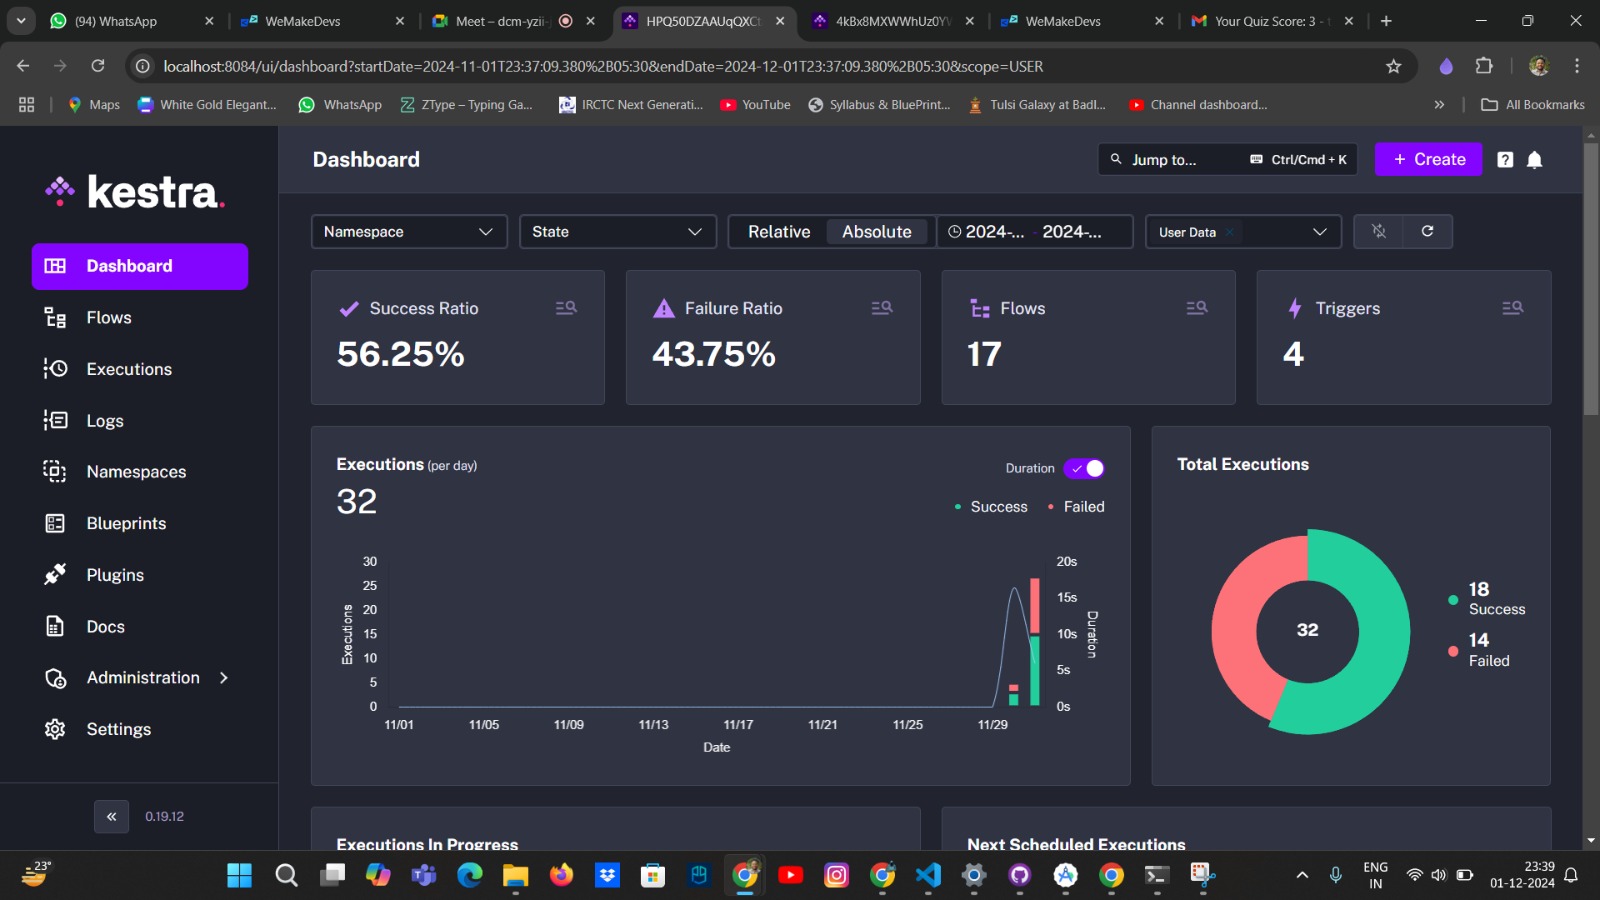 (94) WhatsApp
WeMakeDevs
Meet – dcm-yzii-
HPQ50DZAAUqQXCt
4kBx8MXWWhUz0YV
WeMakeDevs
Your Quiz Score: 3 -
localhost:8084/ui/dashboard?startDate=2024-11-01T23:37:09.380%2B05:30&endDate=2024-12-01T23:37:09.380%2B05:30&scope=USER
Maps
White Gold Elegant...
WhatsApp
ZType – Typing Ga...
IRCTC Next Generati...
YouTube
Syllabus & BluePrint...
Tulsi Galaxy at Badl...
Channel dashboard...
»
All Bookmarks
kestra.
Dashboard
Flows
Executions
Logs
Namespaces
Blueprints
Plugins
Docs
Administration
Settings
«
0.19.12
Dashboard
Jump to...
Ctrl/Cmd + K
+ Create
?
Namespace
State
Relative
Absolute
2024-... - 2024-...
User Data
Success Ratio
56.25%
Failure Ratio
43.75%
Flows
17
Triggers
4
Executions (per day)
32
Duration
Success
Failed
30
25
20
15
10
5
0
Executions
20s
15s
10s
5s
0s
Duration
11/01
11/05
11/09
11/13
11/17
11/21
11/25
11/29
Date
Total Executions
32
18
Success
14
Failed
Executions In Progress
Next Scheduled Executions
23°
ENG
IN
23:39
01-12-2024